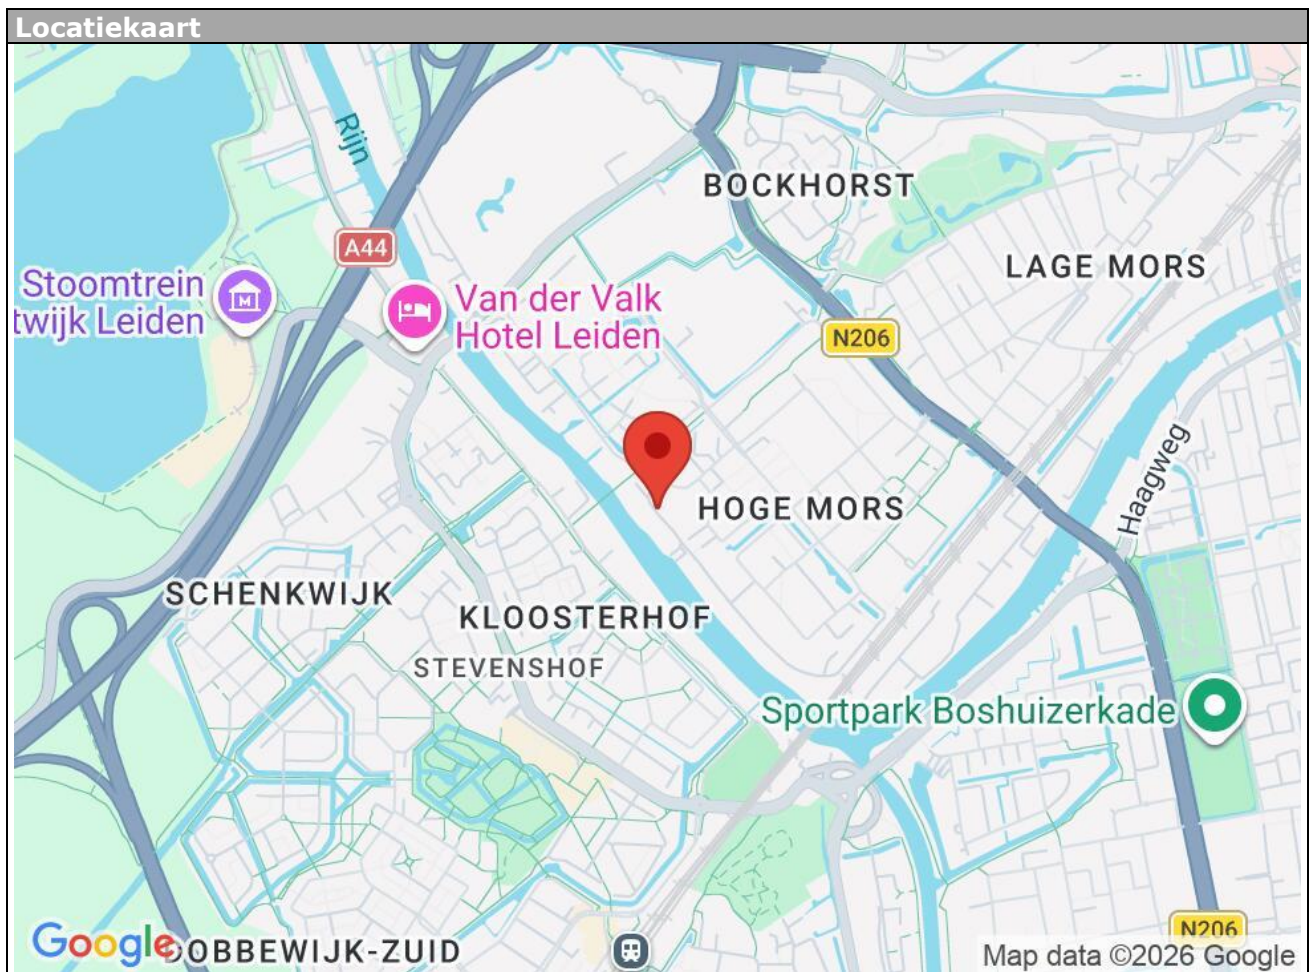 Locatiekaart
Rijn
BOCKHORST
A44
LAGE MORS
Stoomtrein
twijk Leiden
Van der Valk
Hotel Leiden
N206
Haagweg
HOGE MORS
SCHENKWIJK
KLOOSTERHOF
STEVENSHOF
Sportpark Boshuizerkade
N206
Google
DOBBEWIJK-ZUID
Map data ©2026 Google